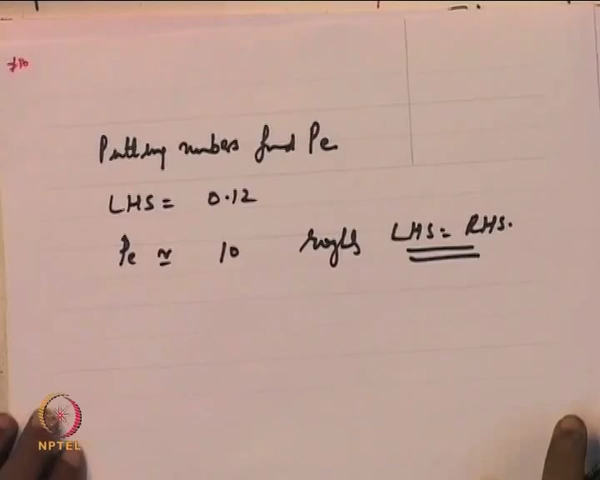 Putting numbers find Pe
LHS = 0.12
Pe ≃ 10 roughly LHS = RHS.
NPTEL